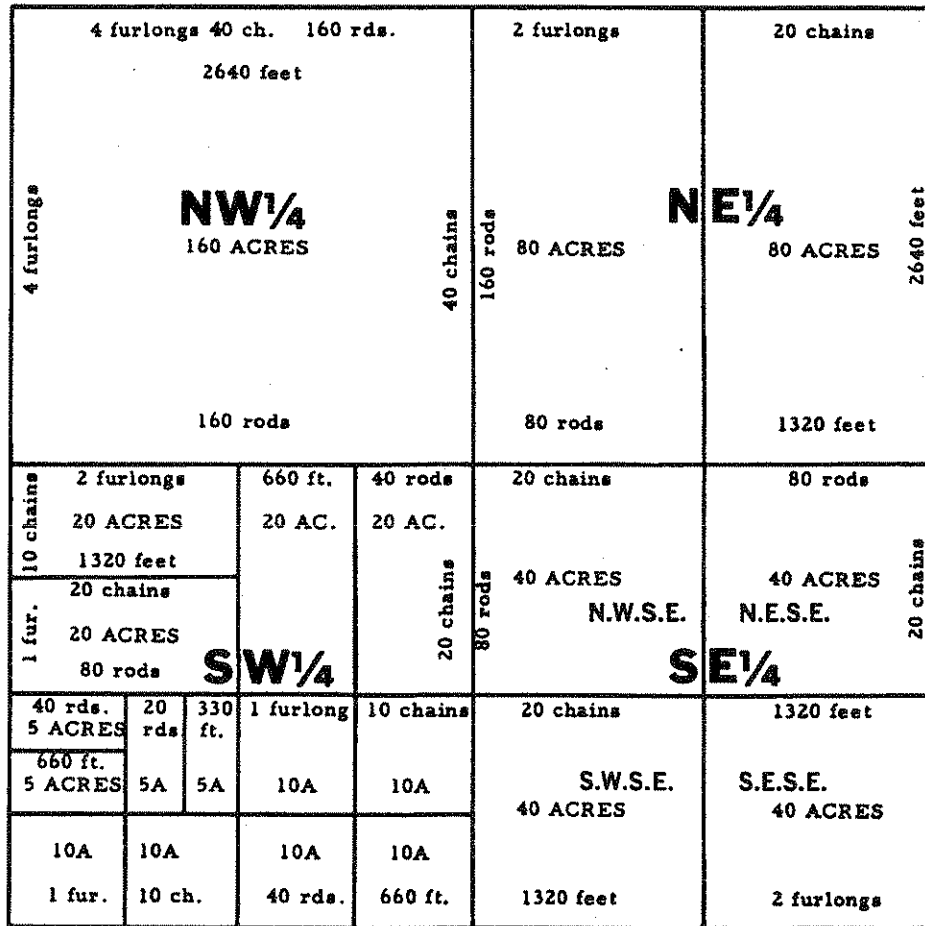 4 furlongs 40 ch. 160 rds.
2640 feet
4 furlongs
NW¼
160 ACRES
40 chains
160 rods
2 furlongs
20 chains
160 rods
NE¼
80 ACRES
80 ACRES
2640 feet
80 rods
1320 feet
10 chains
2 furlongs
20 ACRES
1320 feet
660 ft.
20 AC.
40 rods
20 AC.
20 chains
1 fur.
20 chains
20 ACRES
80 rods
SW¼
20 chains
80 rods
80 rods
40 ACRES
40 ACRES
20 chains
N.W.S.E.
N.E.S.E.
SE¼
40 rds.
5 ACRES
660 ft.
5 ACRES
20
rds
5A
330
ft.
5A
1 furlong
10A
10 chains
10A
20 chains
1320 feet
S.W.S.E.
S.E.S.E.
40 ACRES
40 ACRES
10A
1 fur.
10A
10 ch.
10A
40 rds.
10A
660 ft.
1320 feet
2 furlongs